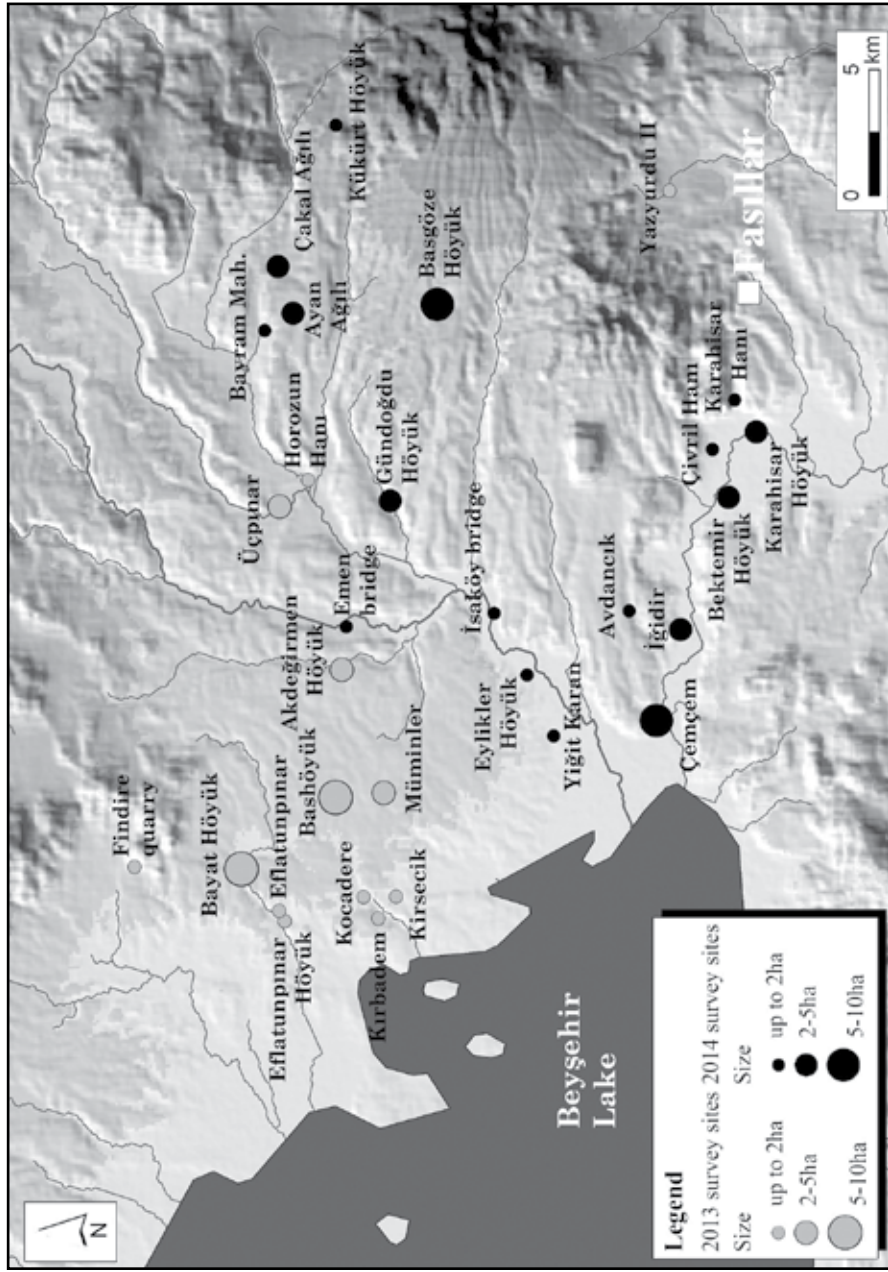 N
Findire
quarry
Bayat Höyük
Eflatunpınar
Eflatunpınar
Höyük
Kocadere
Kırbadem
Kirsecik
Bashöyük
Müminler
Akdeğirmen
Höyük
Emen
bridge
Üçpınar
Horozun
Hanı
Gündoğdu
Höyük
Bayram Mah.
Ayan
Ağılı
Çakal Ağılı
Kükürt Höyük
Basgöze
Höyük
İsaköy bridge
Eylikler
Höyük
Yiğit Karan
Avdancık
İğidir
Çemçem
Bektemir
Höyük
Çivril Hanı
Karahisar
Hanı
Karahisar
Höyük
Yazyurdu II
Fasıllar
Beyşehir
Lake
Legend
2013 survey sites 2014 survey sites
Size Size
up to 2ha up to 2ha
2-5ha 2-5ha
5-10ha 5-10ha
0 5
km